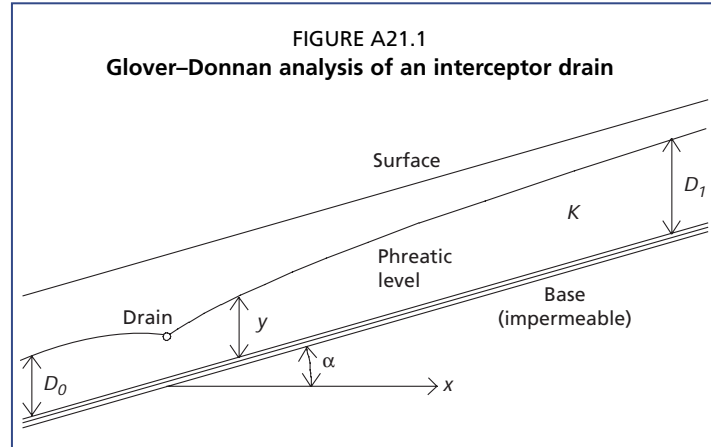 FIGURE A21.1
Glover–Donnan analysis of an interceptor drain
Surface
D1
K
Phreatic
level
Base
(impermeable)
Drain
y
α
D0
x